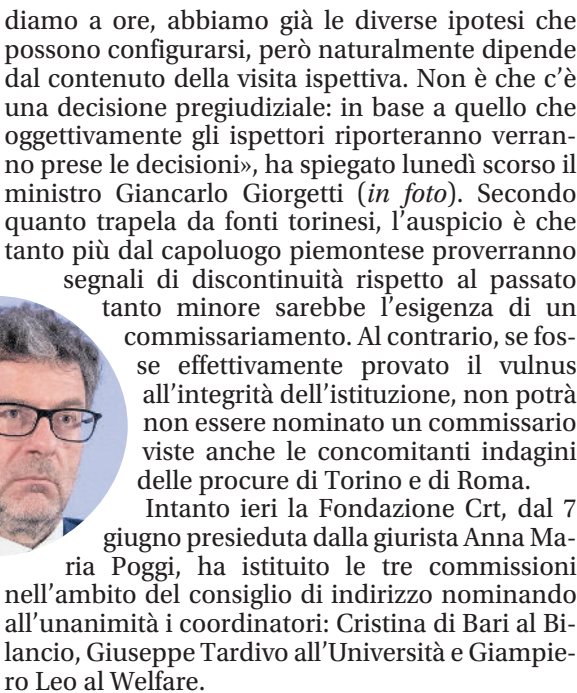 diamo a ore, abbiamo già le diverse ipotesi che
possono configurarsi, però naturalmente dipende
dal contenuto della visita ispettiva. Non è che c'è
una decisione pregiudiziale: in base a quello che
oggettivamente gli ispettori riporteranno verran-
no prese le decisioni», ha spiegato lunedì scorso il
ministro Giancarlo Giorgetti (in foto). Secondo
quanto trapela da fonti torinesi, l'auspicio è che
tanto più dal capoluogo piemontese proverranno
segnali di discontinuità rispetto al passato
tanto minore sarebbe l'esigenza di un
commissariamento. Al contrario, se fos-
se effettivamente provato il vulnus
all'integrità dell'istituzione, non potrà
non essere nominato un commissario
viste anche le concomitanti indagini
delle procure di Torino e di Roma.
Intanto ieri la Fondazione Crt, dal 7
giugno presieduta dalla giurista Anna Ma-
ria Poggi, ha istituito le tre commissioni
nell'ambito del consiglio di indirizzo nominando
all'unanimità i coordinatori: Cristina di Bari al Bi-
lancio, Giuseppe Tardivo all'Università e Giampie-
ro Leo al Welfare.